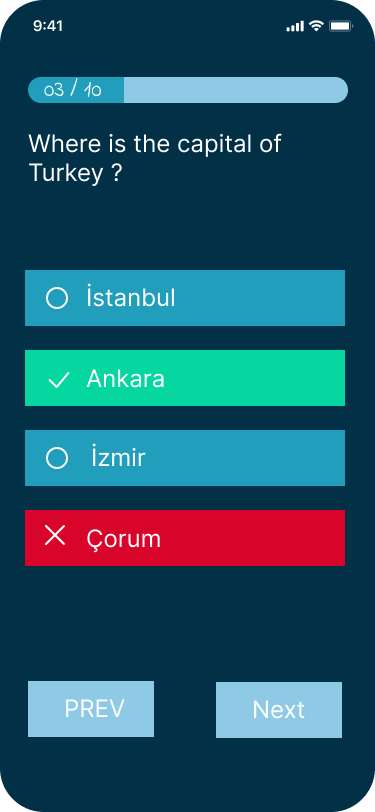 9:41
03 / 10
Where is the capital of
Turkey ?
İstanbul
Ankara
İzmir
Çorum
PREV
Next